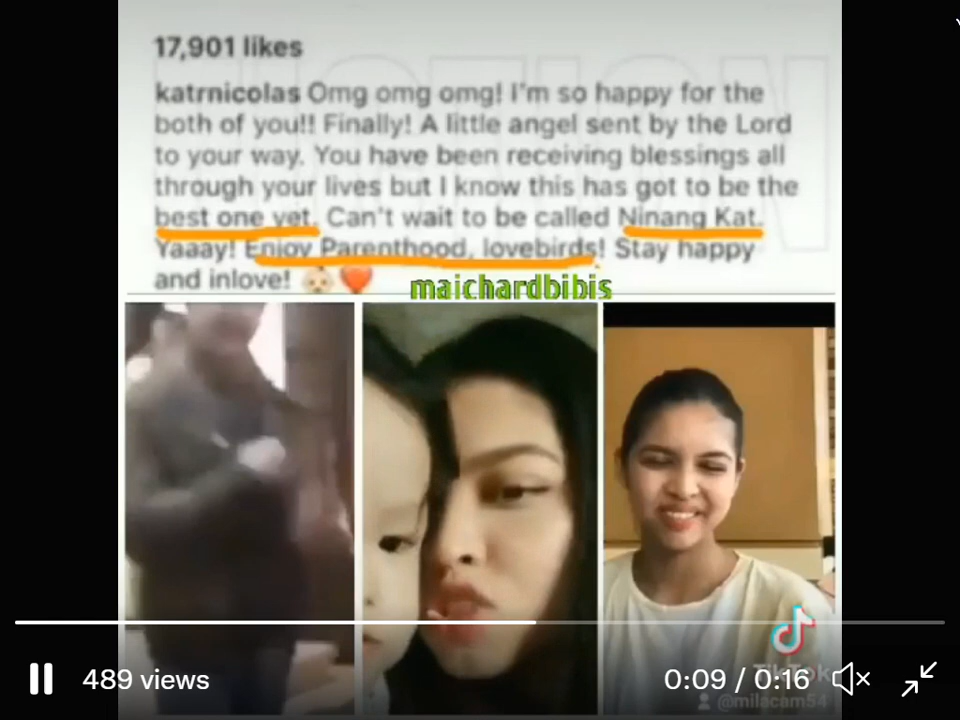 17,901 likes
katrnicolas Omg omg omg! I'm so happy for the
both of you!! Finally! A little angel sent by the Lord
to your way. You have been receiving blessings all
through your lives but I know this has got to be the
best one yet. Can't wait to be called Ninang Kat.
Yaaay! Enjoy Parenthood, lovebirds! Stay happy
and inlove! 👶🏻❤️
maichardbibis
TikTok
@milacam54
489 views
0:09 / 0:16